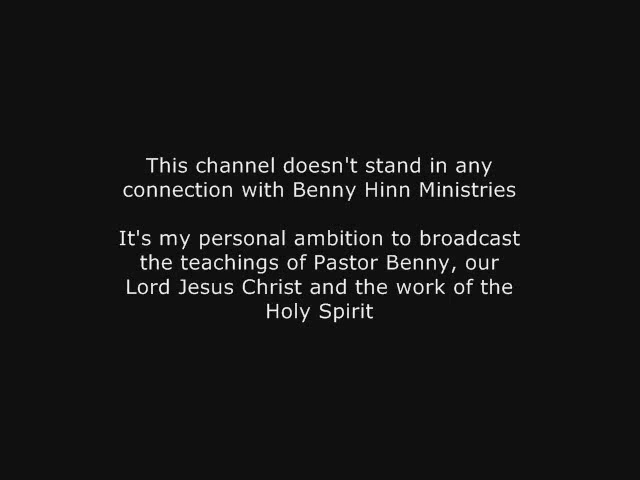 This channel doesn't stand in any
connection with Benny Hinn Ministries
It's my personal ambition to broadcast
the teachings of Pastor Benny, our
Lord Jesus Christ and the work of the
Holy Spirit